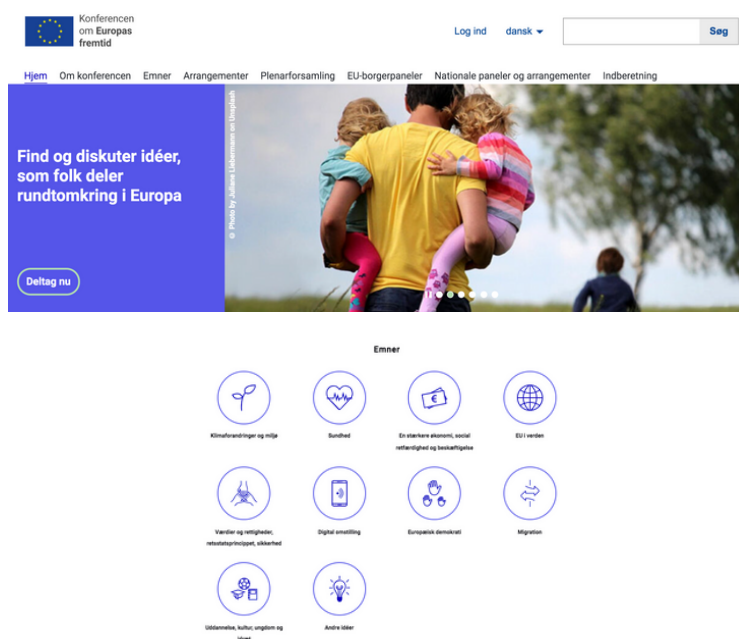 Konferencen
om Europas
fremtid
Log ind dansk Søg
Hjem Om konferencen Emner Arrangementer Plenarforsamling EU-borgerpaneler Nationale paneler og arrangementer Indberetning
Find og diskuter idéer,
som folk deler
rundtomkring i Europa
Deltag nu
© Photo by Juliane Liebermann on Unsplash
Emner
Klimaforandringer og miljø
Sundhed
En stærkere økonomi, social
retfærdighed og beskæftigelse
EU i verden
Værdier og rettigheder,
retsstatsprincippet, sikkerhed
Digital omstilling
Europæisk demokrati
Migration
Uddannelse, kultur, ungdom og
idræt
Andre idéer